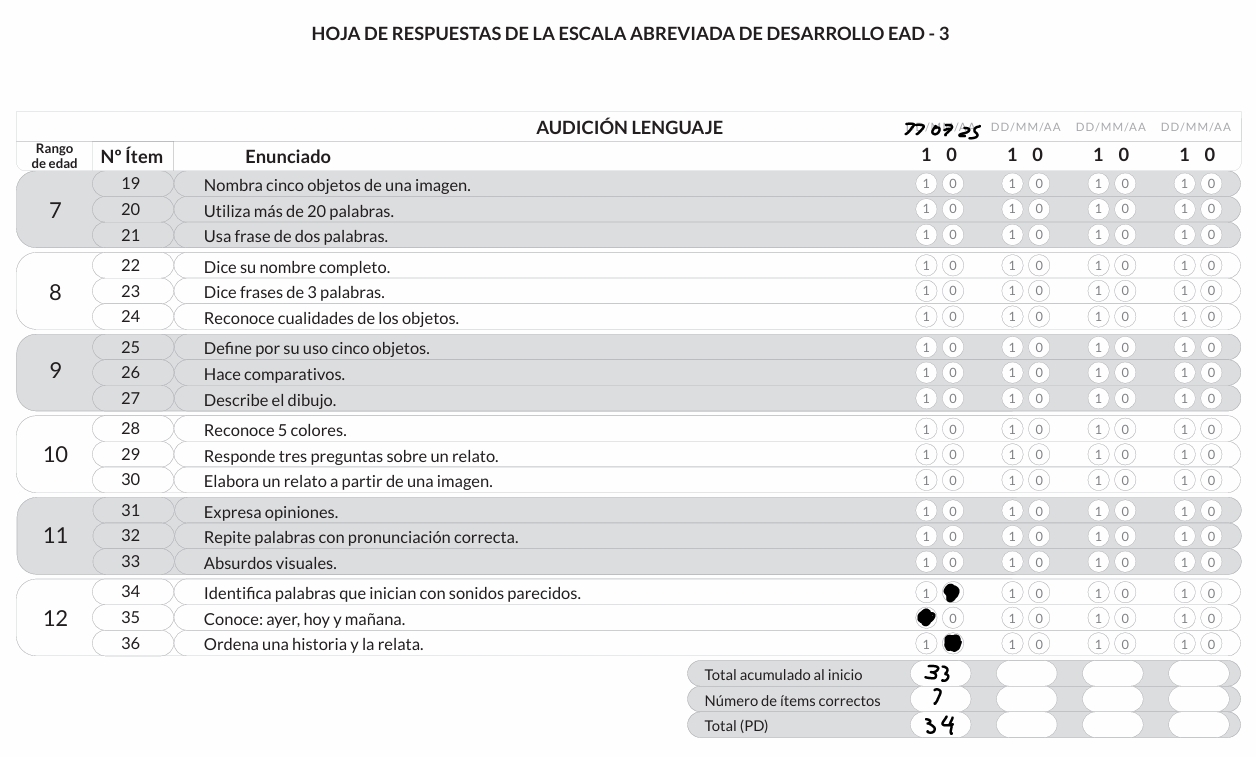 HOJA DE RESPUESTAS DE LA ESCALA ABREVIADA DE DESARROLLO EAD - 3
AUDICIÓN LENGUAJE 17 07 25 DD/MM/AA DD/MM/AA DD/MM/AA
Rango de edad Nº Ítem Enunciado 1 0 1 0 1 0 1 0
7
19 Nombra cinco objetos de una imagen. 1 0 1 0 1 0 1 0
20 Utiliza más de 20 palabras. 1 0 1 0 1 0 1 0
21 Usa frase de dos palabras. 1 0 1 0 1 0 1 0
8
22 Dice su nombre completo. 1 0 1 0 1 0 1 0
23 Dice frases de 3 palabras. 1 0 1 0 1 0 1 0
24 Reconoce cualidades de los objetos. 1 0 1 0 1 0 1 0
9
25 Define por su uso cinco objetos. 1 0 1 0 1 0 1 0
26 Hace comparativos. 1 0 1 0 1 0 1 0
27 Describe el dibujo. 1 0 1 0 1 0 1 0
10
28 Reconoce 5 colores. 1 0 1 0 1 0 1 0
29 Responde tres preguntas sobre un relato. 1 0 1 0 1 0 1 0
30 Elabora un relato a partir de una imagen. 1 0 1 0 1 0 1 0
11
31 Expresa opiniones. 1 0 1 0 1 0 1 0
32 Repite palabras con pronunciación correcta. 1 0 1 0 1 0 1 0
33 Absurdos visuales. 1 0 1 0 1 0 1 0
12
34 Identifica palabras que inician con sonidos parecidos. 1 1 0 1 0 1 0
35 Conoce: ayer, hoy y mañana. 0 1 0 1 0 1 0
36 Ordena una historia y la relata. 1 1 0 1 0 1 0
Total acumulado al inicio 33
Número de ítems correctos 1
Total (PD) 34